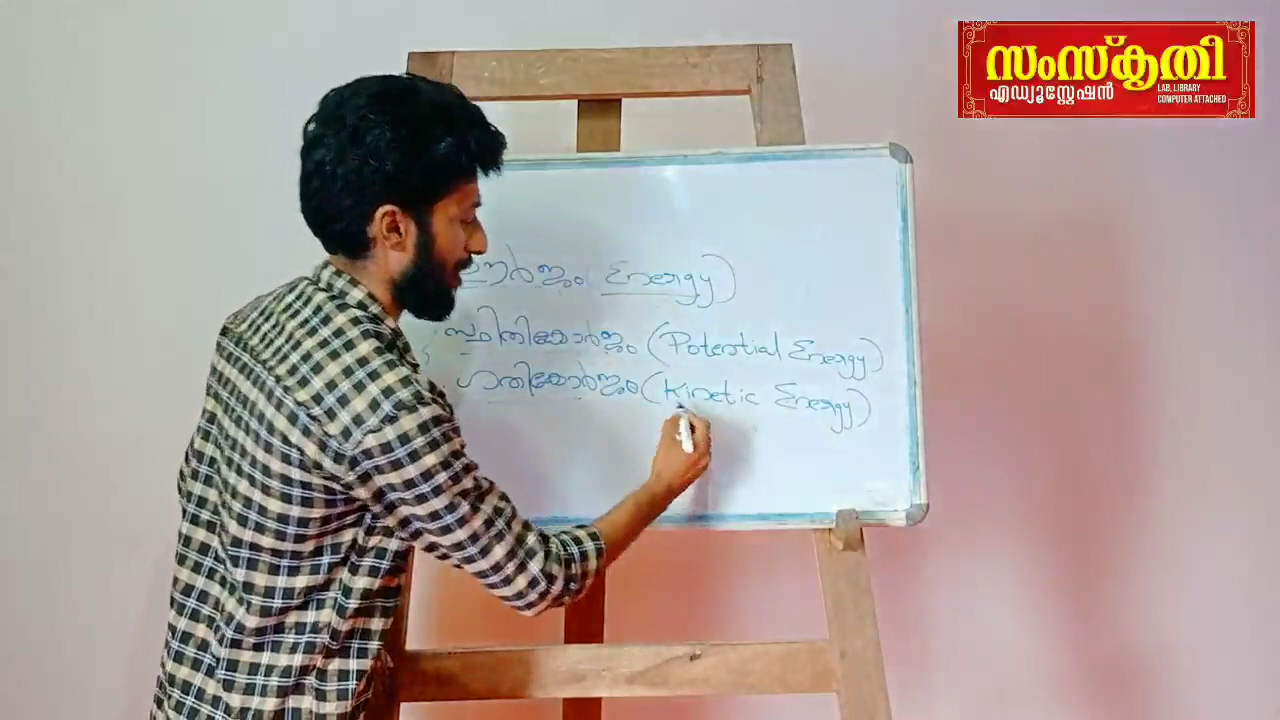 സംസ്കൃതി
എഡ്യൂസ്റ്റേഷൻ
LAB, LIBRARY
COMPUTER ATTACHED
ഊർജ്ജം Energy)
സ്ഥിതികോർജ്ജം (Potential Energy)
ഗതികോർജ്ജം (Kinetic Energy)